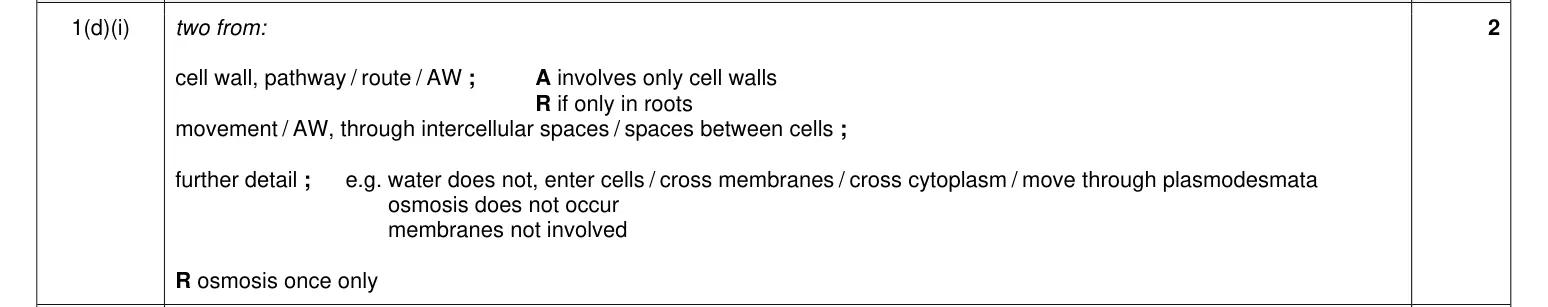 1(d)(i) two from: 2
cell wall, pathway / route / AW ; A involves only cell walls
R if only in roots
movement / AW, through intercellular spaces / spaces between cells ;
further detail ; e.g. water does not, enter cells / cross membranes / cross cytoplasm / move through plasmodesmata
osmosis does not occur
membranes not involved
R osmosis once only